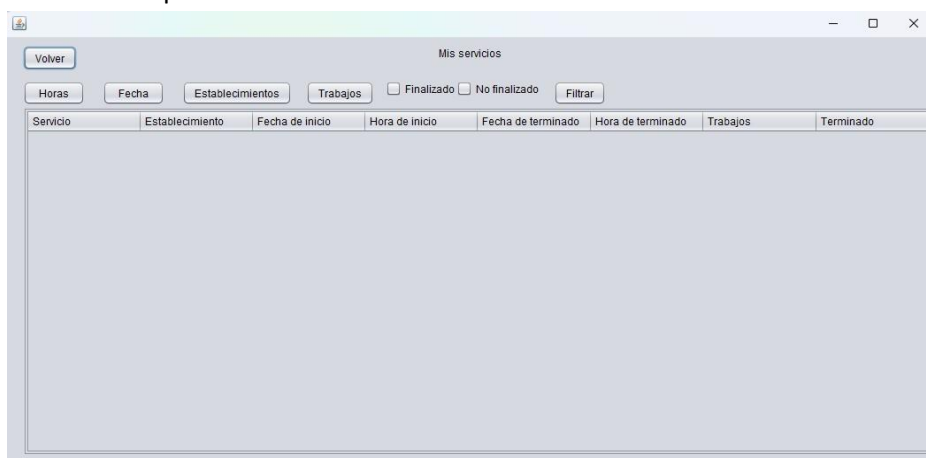 Mis servicios
Volver
Horas Fecha Establecimientos Trabajos Finalizado No finalizado Filtrar
Servicio Establecimiento Fecha de inicio Hora de inicio Fecha de terminado Hora de terminado Trabajos Terminado